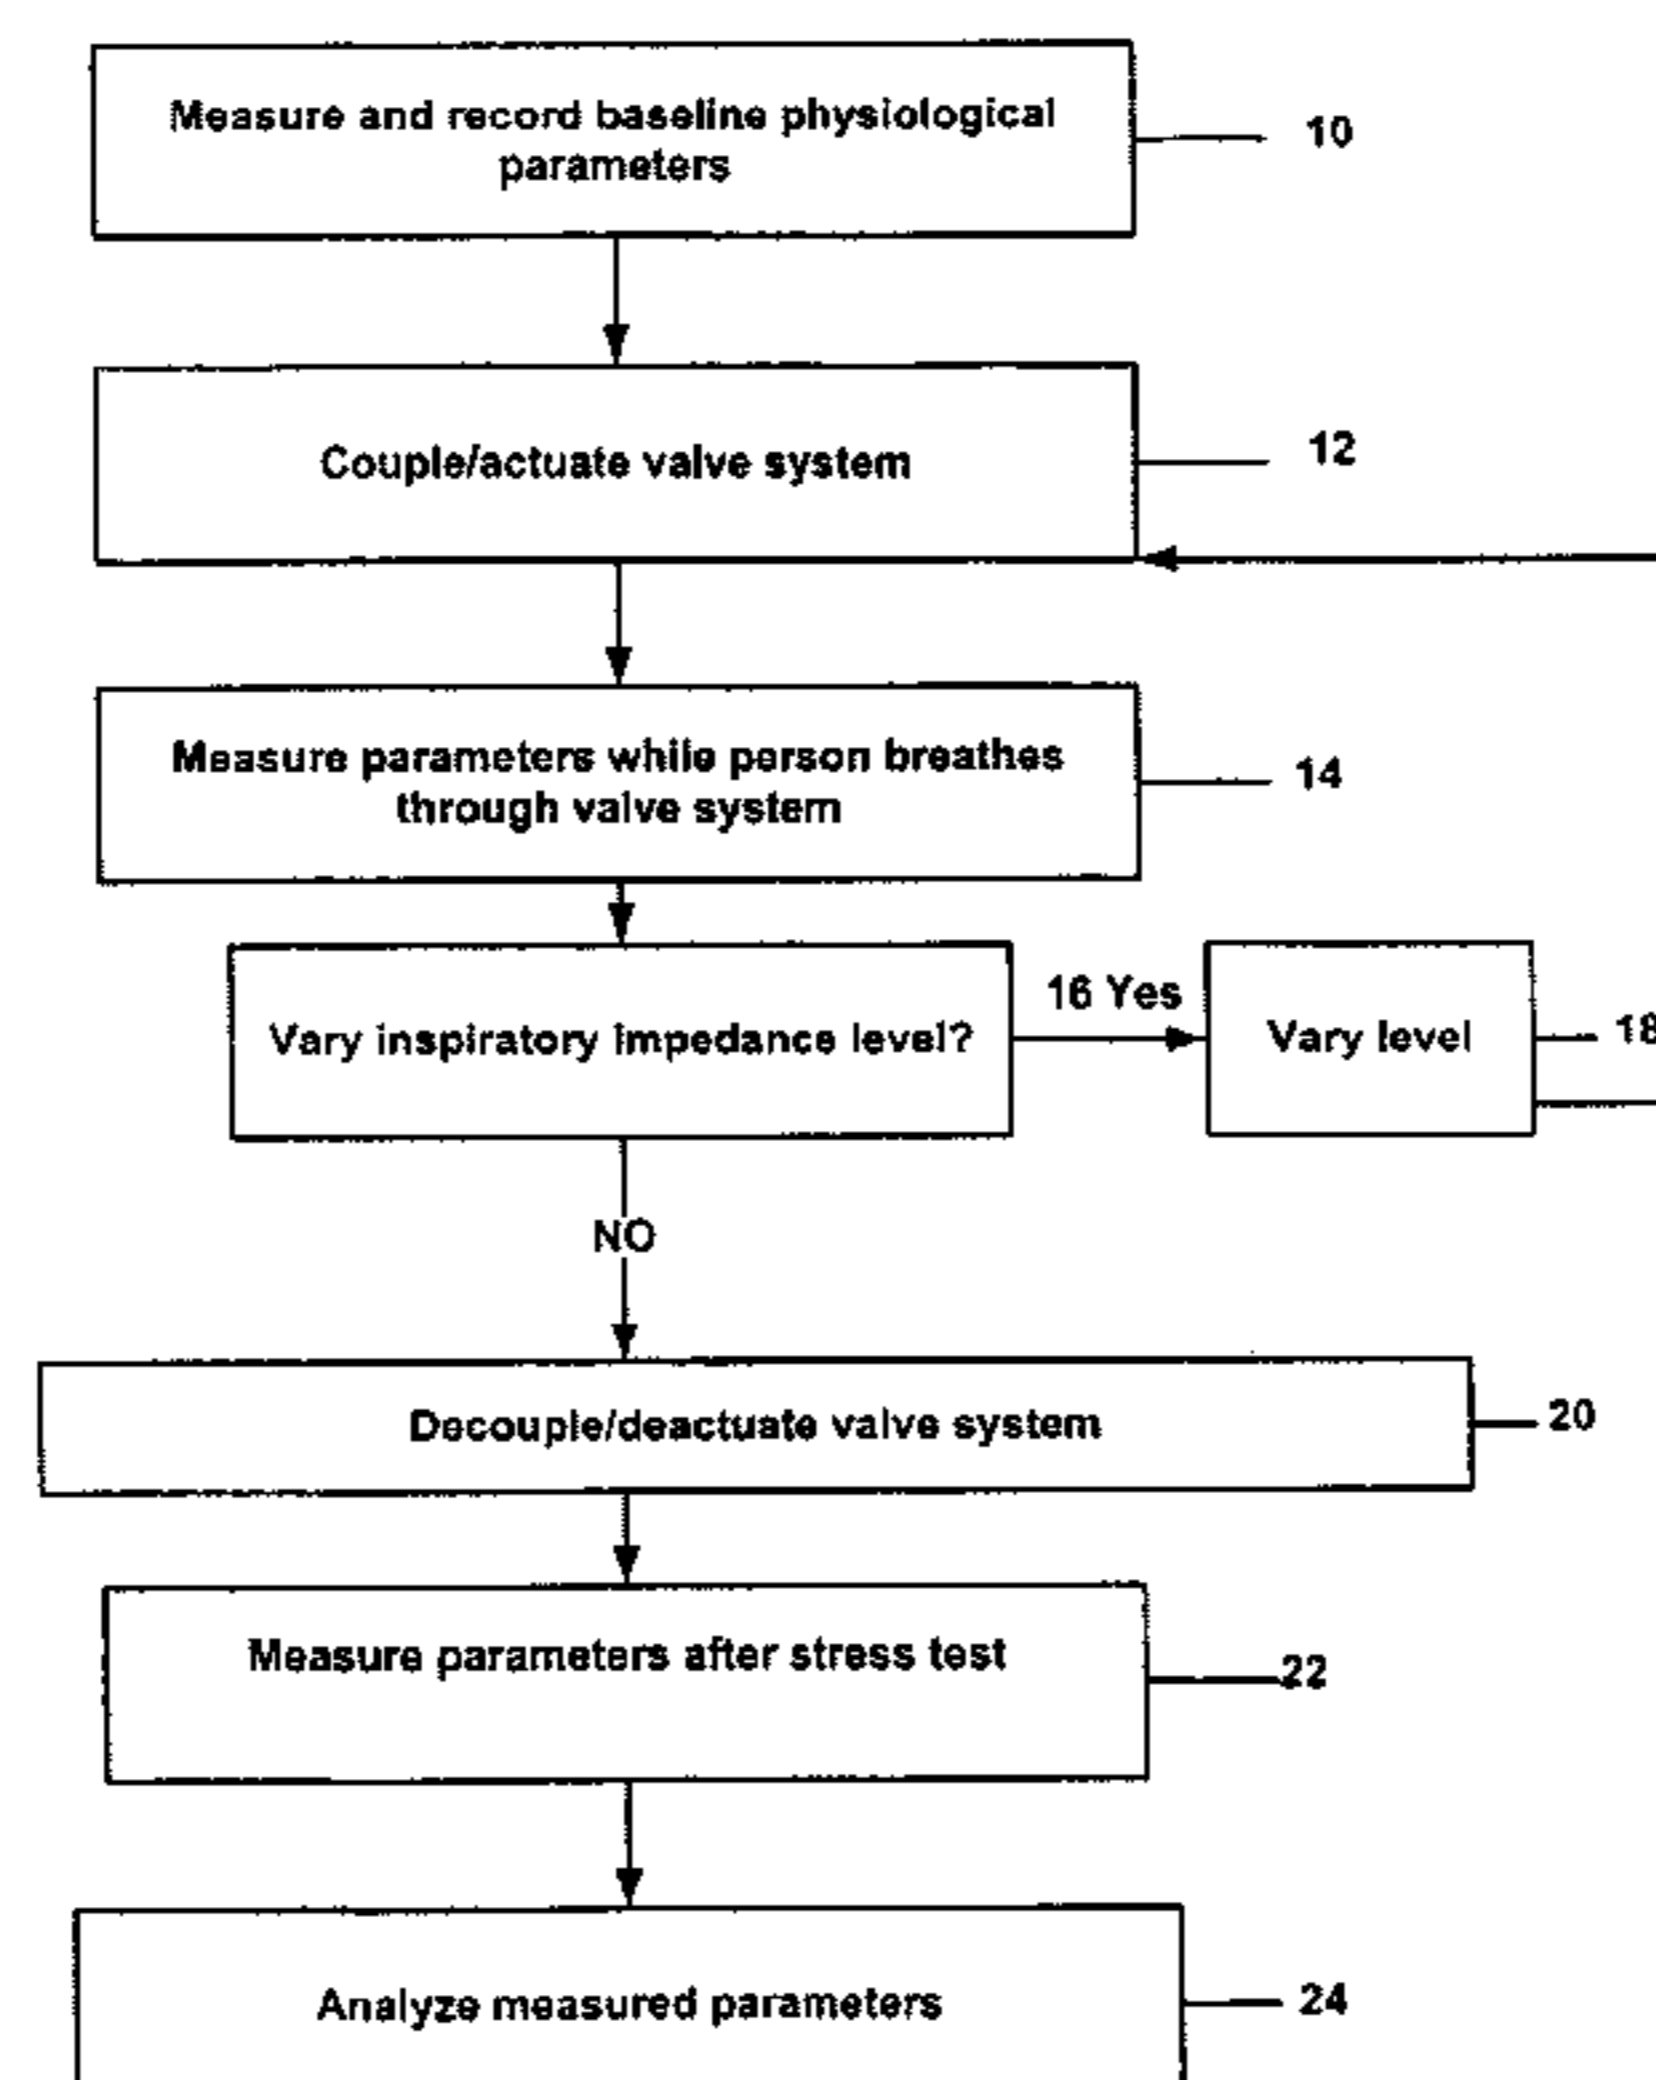 Measure and record baseline physiological
parameters
10
Couple/actuate valve system
12
Measure parameters while person breathes
through valve system
14
Vary inspiratory impedance level?
16 Yes
Vary level
18
NO
Decouple/deactuate valve system
20
Measure parameters after stress test
22
Analyze measured parameters
24